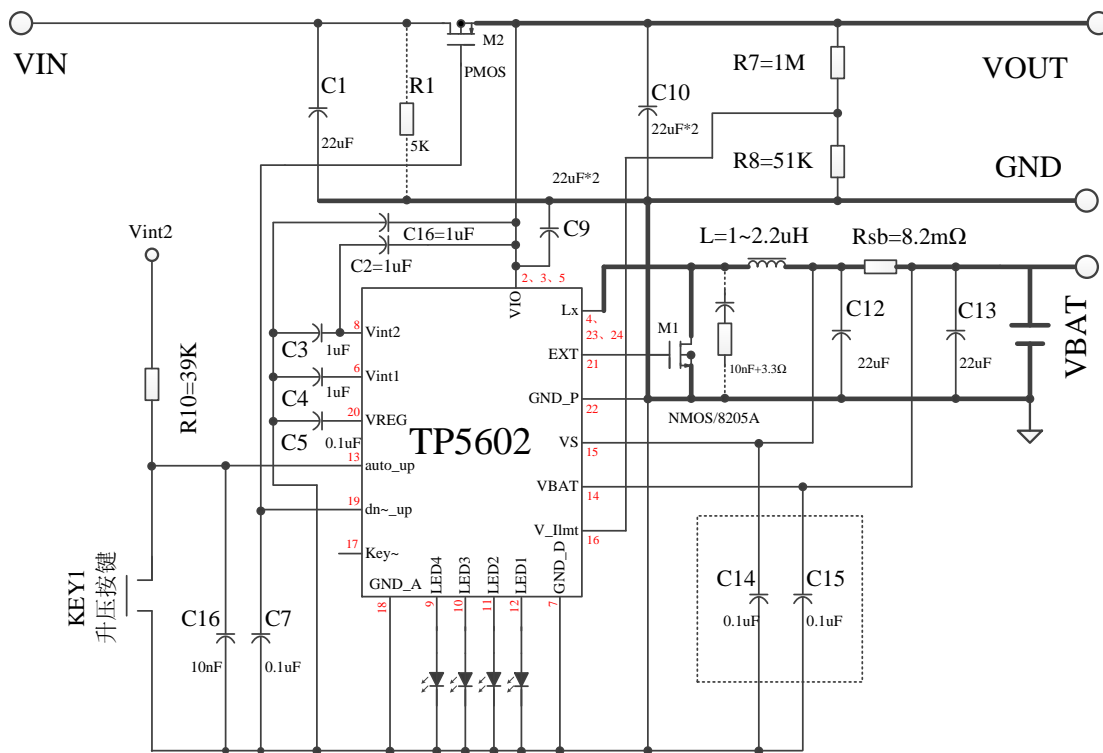 VIN
VOUT
M2
PMOS
C1
22uF
R1
5K
C10
22uF*2
R7=1M
R8=51K
GND
22uF*2
C9
C16=1uF
C2=1uF
Vint2
R10=39K
L=1~2.2uH
Rsb=8.2mΩ
VBAT
2、3、5
VIO
Lx
4、
23、24
M1
10nF+3.3Ω
C12
22uF
C13
22uF
C3
1uF
8
Vint2
C4
1uF
6
Vint1
C5
0.1uF
20
VREG
EXT
21
GND_P
22
NMOS/8205A
TP5602
VS
15
13
auto_up
VBAT
14
19
dn~_up
V_Ilmt
16
17
Key~
GND_A
18
LED4
9
LED3
10
LED2
11
LED1
12
GND_D
7
KEY1
升压按键
C16
10nF
C7
0.1uF
C14
0.1uF
C15
0.1uF